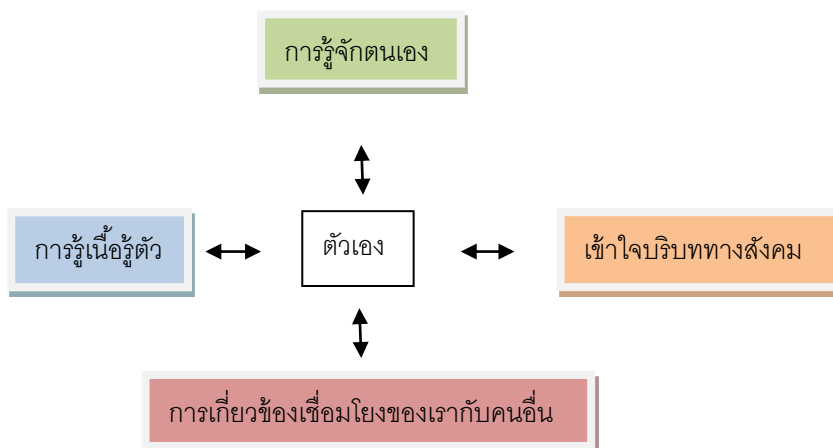 การรู้จักตนเอง
การรู้เนื้อรู้ตัว
ตัวเอง
เข้าใจบริบททางสังคม
การเกี่ยวข้องเชื่อมโยงของเรากับคนอื่น